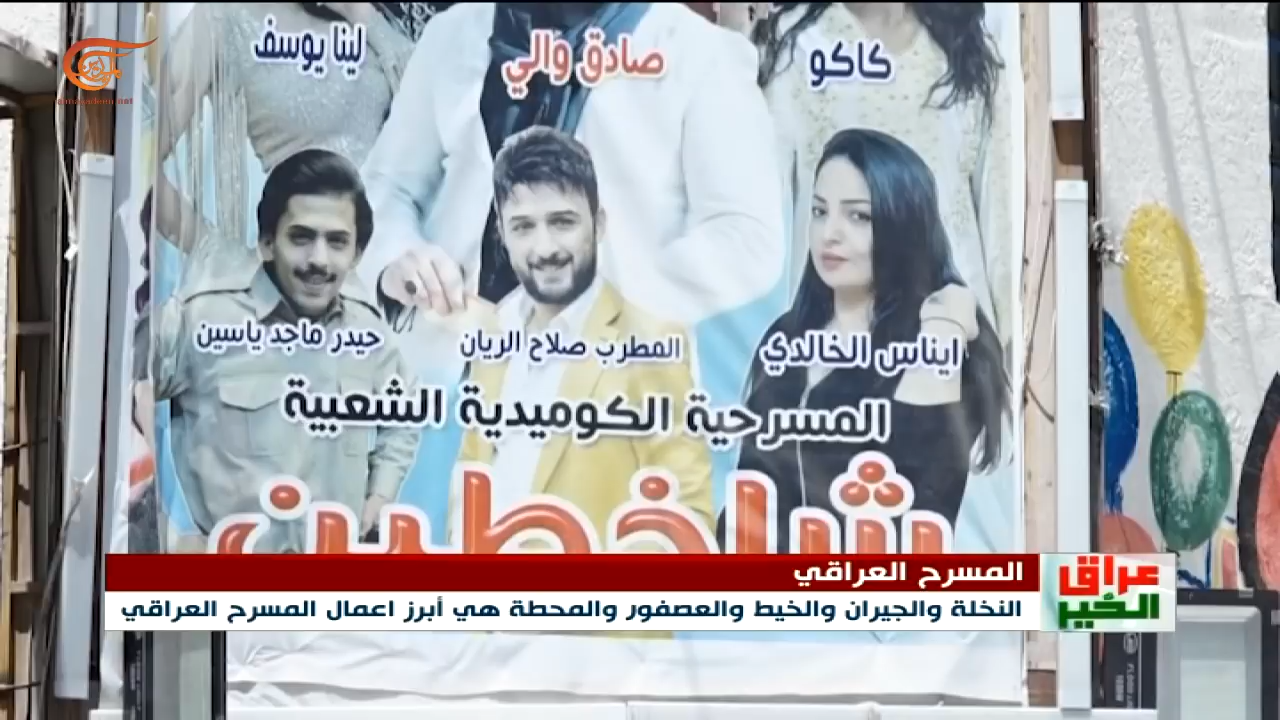 كاكو
صادق والي
لينا يوسف
ايناس الخالدي
المطرب صلاح الريان
حيدر ماجد ياسين
المسرحية الكوميدية الشعبية
شاخطين
المسرح العراقي
النخلة والجيران والخيط والعصفور والمحطة هي أبرز اعمال المسرح العراقي
عراق
الخير